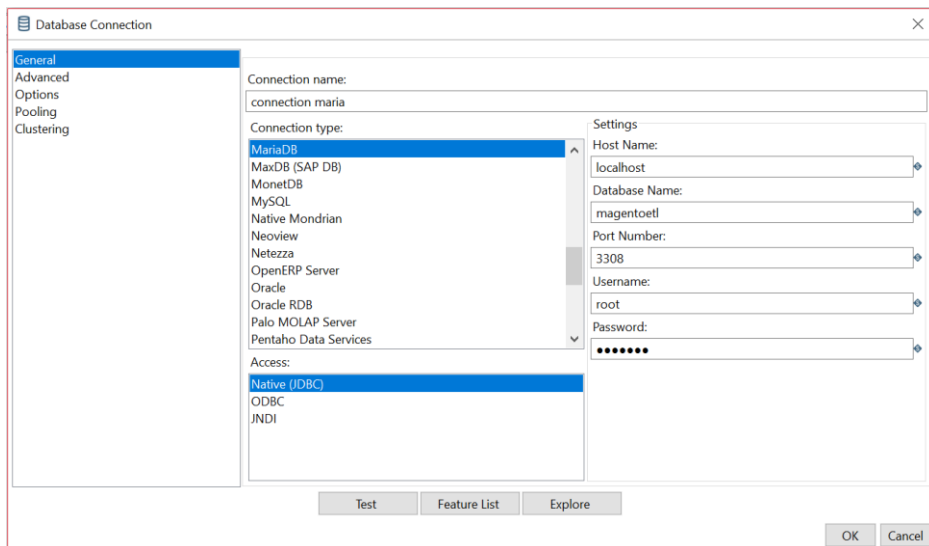 Database Connection
General
Advanced
Options
Pooling
Clustering
Connection name:
connection maria
Connection type:
MariaDB
MaxDB (SAP DB)
MonetDB
MySQL
Native Mondrian
Neoview
Netezza
OpenERP Server
Oracle
Oracle RDB
Palo MOLAP Server
Pentaho Data Services
Access:
Native (JDBC)
ODBC
JNDI
Settings
Host Name:
localhost
Database Name:
magentoetl
Port Number:
3308
Username:
root
Password:
●●●●●●●
Test
Feature List
Explore
OK
Cancel